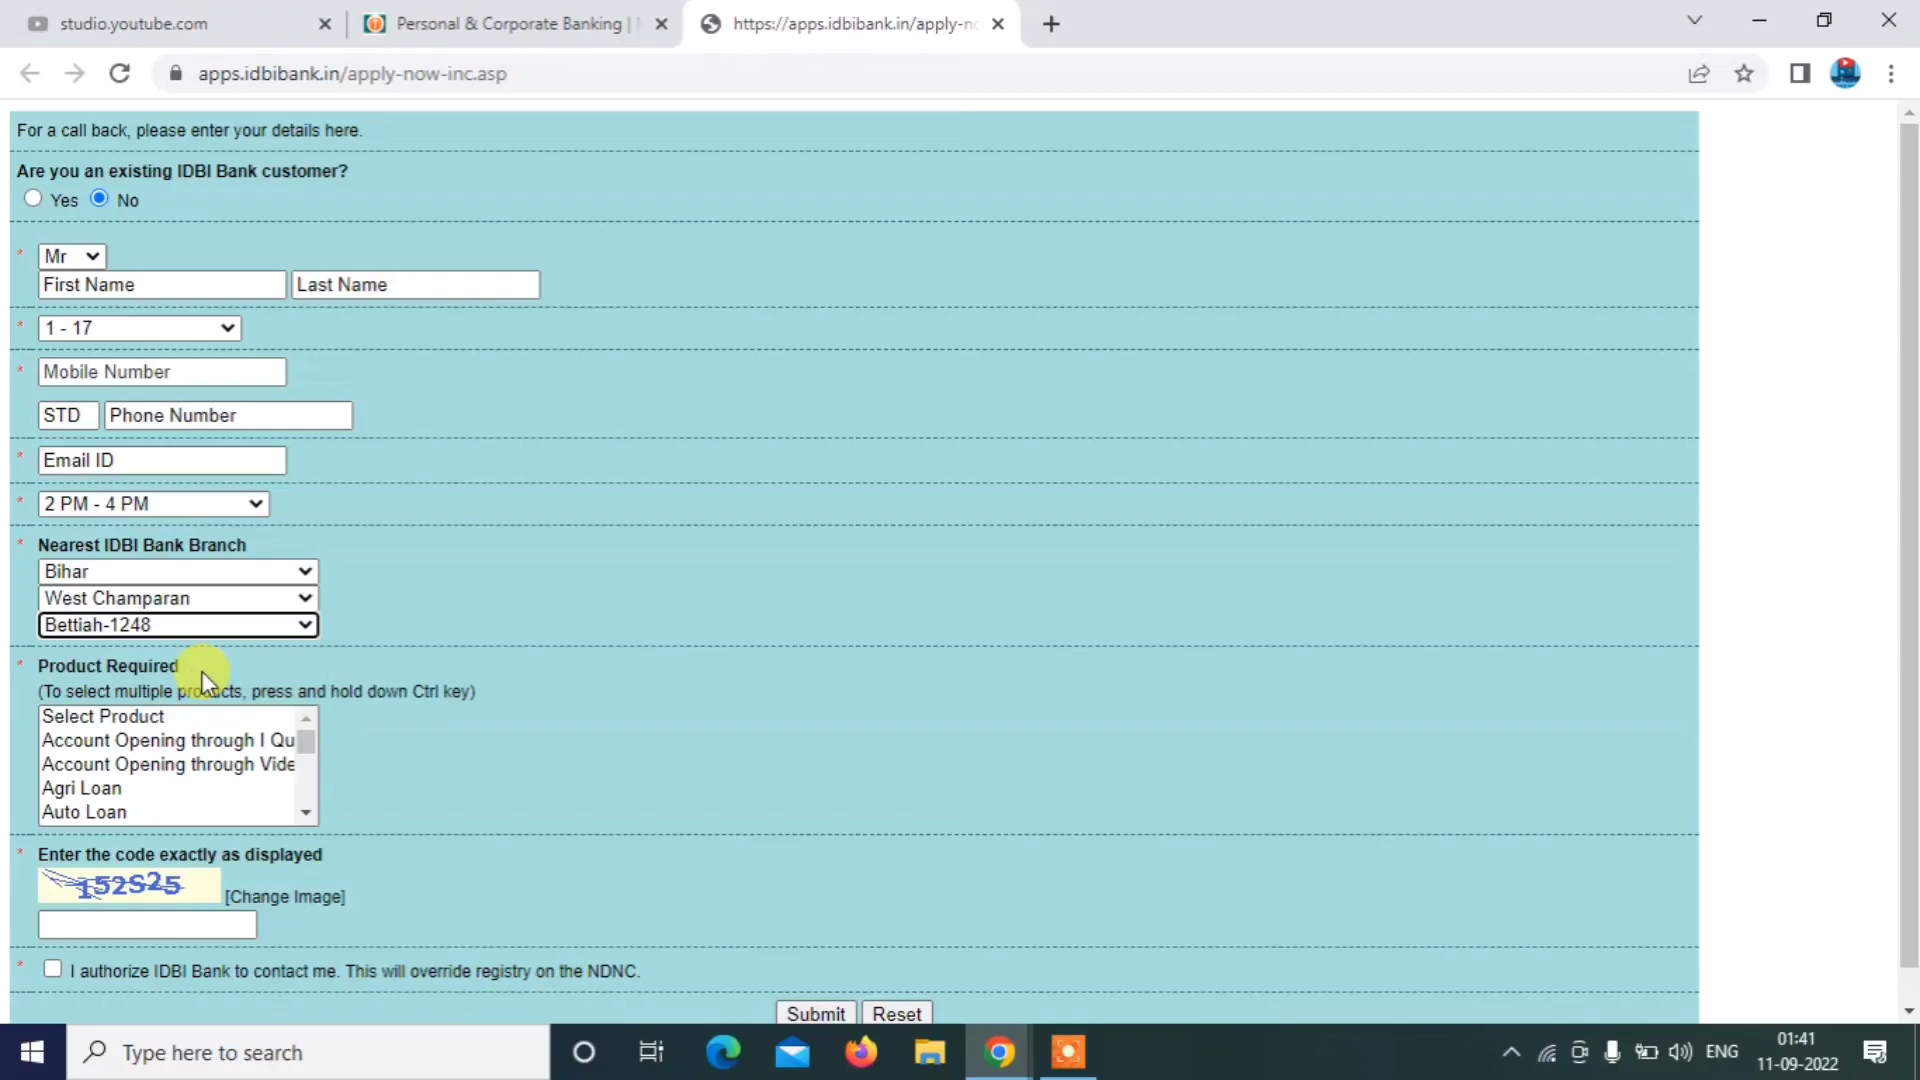 studio.youtube.com
Personal & Corporate Banking |
https://apps.idbibank.in/apply-n
apps.idbibank.in/apply-now-inc.asp
For a call back, please enter your details here.
Are you an existing IDBI Bank customer?
Yes No
* Mr
First Name Last Name
* 1 - 17
* Mobile Number
STD Phone Number
* Email ID
* 2 PM - 4 PM
* Nearest IDBI Bank Branch
Bihar
West Champaran
Bettiah-1248
* Product Required
(To select multiple products, press and hold down Ctrl key)
Select Product
Account Opening through I Qu
Account Opening through Vide
Agri Loan
Auto Loan
* Enter the code exactly as displayed
152S25 [Change Image]
* I authorize IDBI Bank to contact me. This will override registry on the NDNC.
Submit Reset
Type here to search
ENG
01:41
11-09-2022